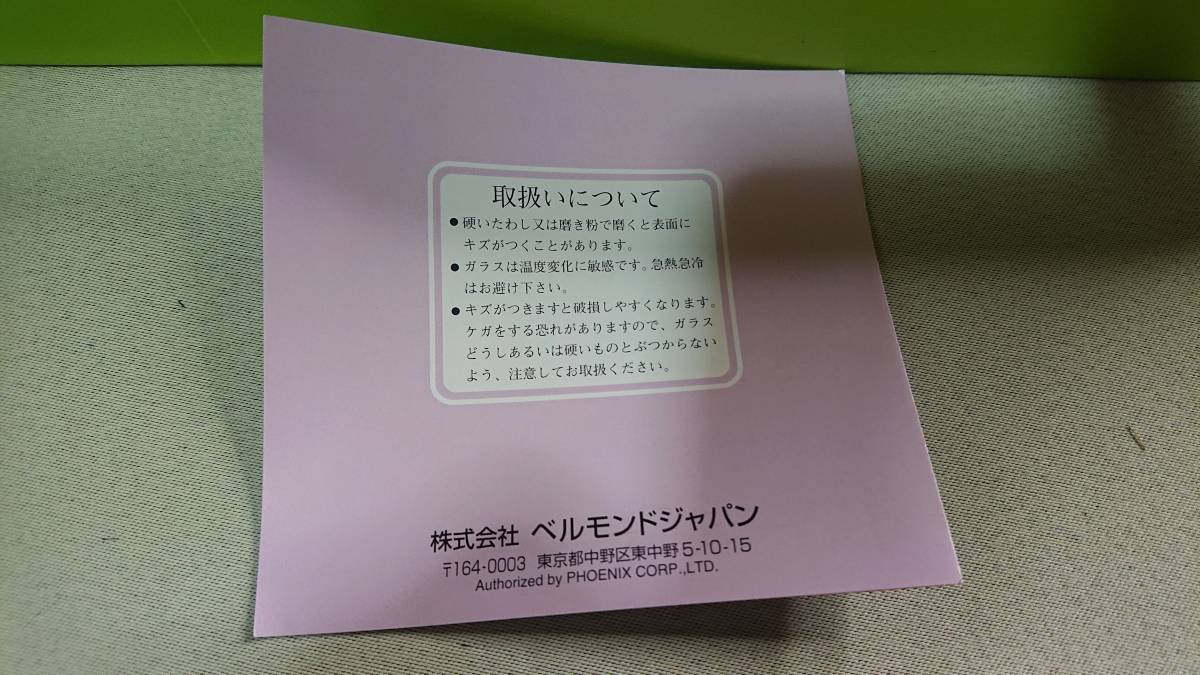 取扱いについて
●硬いたわし又は磨き粉で磨くと表面に
キズがつくことがあります。
●ガラスは温度変化に敏感です。急熱急冷
はお避け下さい。
●キズがつきますと破損しやすくなります。
ケガをする恐れがありますので、ガラス
どうしあるいは硬いものとぶつからない
よう、注意してお取扱ください。
株式会社 ベルモンドジャパン
〒164-0003 東京都中野区東中野5-10-15
Authorized by PHOENIX CORP.,LTD.